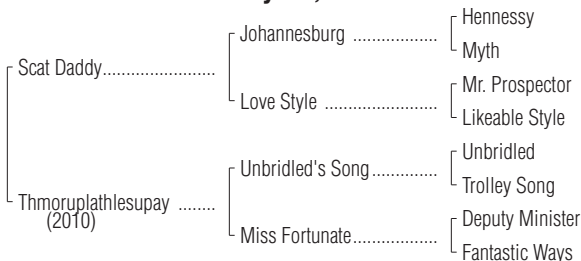 Hennessy
Johannesburg ..................
Myth
Scat Daddy........................
Mr. Prospector
Love Style ........................
Likeable Style
Unbridled
Unbridled's Song...............
Trolley Song
Thmoruplathlesupay ........
(2010)
Deputy Minister
Miss Fortunate...................
Fantastic Ways